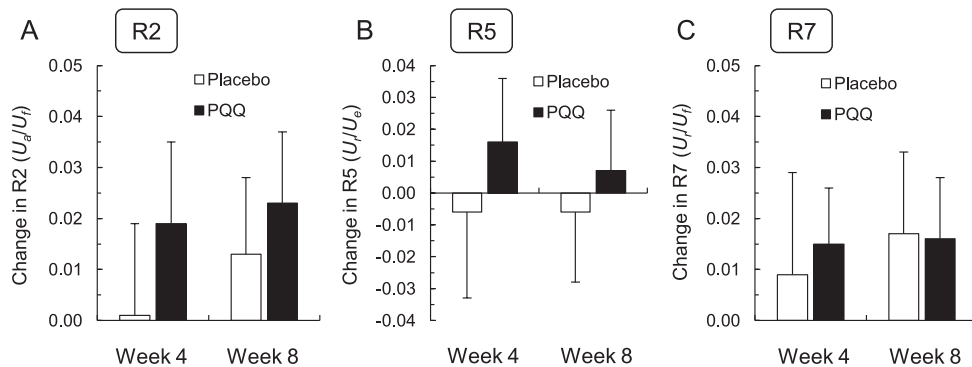 A
R2
Change in R2 (Ua/Uf)
0.05
0.04
0.03
0.02
0.01
0.00
Placebo
PQQ
Week 4 Week 8
B
R5
Change in R5 (Ur/Ue)
0.04
0.03
0.02
0.01
0.00
-0.01
-0.02
-0.03
-0.04
Placebo
PQQ
Week 4 Week 8
C
R7
Change in R7 (Ur/Uf)
0.05
0.04
0.03
0.02
0.01
0.00
Placebo
PQQ
Week 4 Week 8